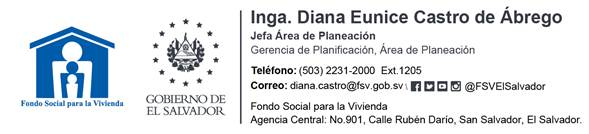 Fondo Social para la Vivienda
GOBIERNO DE
EL SALVADOR
Inga. Diana Eunice Castro de Ábrego
Jefa Área de Planeación
Gerencia de Planificación, Área de Planeación
Teléfono: (503) 2231-2000 Ext.1205
Correo: diana.castro@fsv.gob.sv \ @FSVElSalvador
Fondo Social para la Vivienda
Agencia Central: No.901, Calle Rubén Darío, San Salvador, El Salvador.